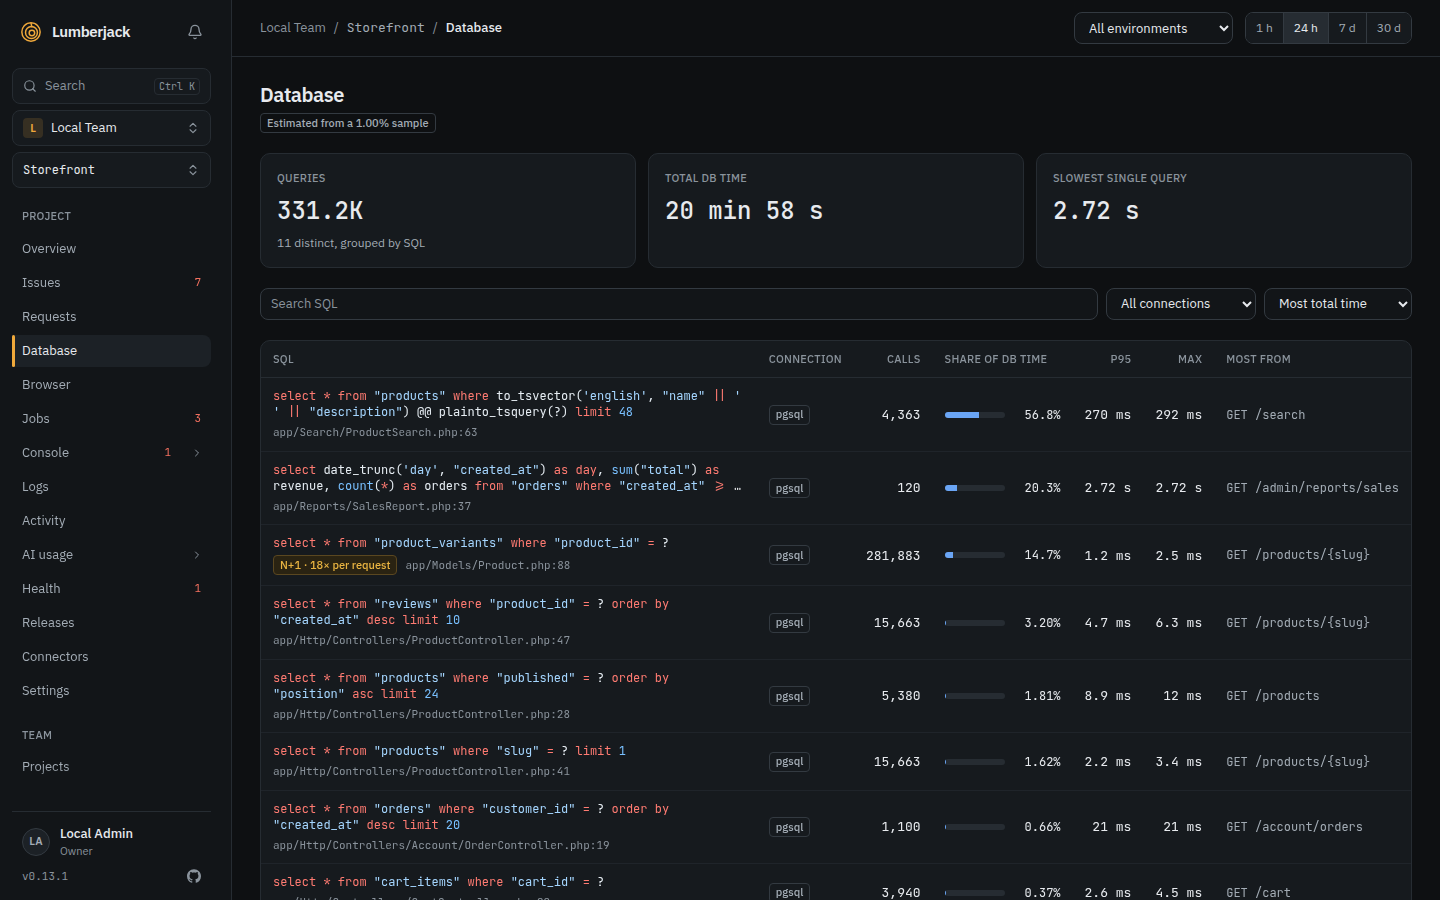 Lumberjack
Search
Ctrl K
L Local Team
Storefront
PROJECT
Overview
Issues 7
Requests
Database
Browser
Jobs 3
Console 1
Logs
Activity
AI usage
Health 1
Releases
Connectors
Settings
TEAM
Projects
LA Local Admin
Owner
v0.13.1
Local Team / Storefront / Database
All environments
1 h 24 h 7 d 30 d
Database
Estimated from a 1.00% sample
QUERIES
331.2K
11 distinct, grouped by SQL
TOTAL DB TIME
20 min 58 s
SLOWEST SINGLE QUERY
2.72 s
Search SQL
All connections
Most total time
SQL CONNECTION CALLS SHARE OF DB TIME P95 MAX MOST FROM
select * from "products" where to_tsvector('english', "name" || '
' || "description") @@ plainto_tsquery(?) limit 48
app/Search/ProductSearch.php:63
pgsql 4,363 56.8% 270 ms 292 ms GET /search
select date_trunc('day', "created_at") as day, sum("total") as
revenue, count(*) as orders from "orders" where "created_at" >= …
app/Reports/SalesReport.php:37
pgsql 120 20.3% 2.72 s 2.72 s GET /admin/reports/sales
select * from "product_variants" where "product_id" = ?
N+1 · 18× per request app/Models/Product.php:88
pgsql 281,883 14.7% 1.2 ms 2.5 ms GET /products/{slug}
select * from "reviews" where "product_id" = ? order by
"created_at" desc limit 10
app/Http/Controllers/ProductController.php:47
pgsql 15,663 3.20% 4.7 ms 6.3 ms GET /products/{slug}
select * from "products" where "published" = ? order by
"position" asc limit 24
app/Http/Controllers/ProductController.php:28
pgsql 5,380 1.81% 8.9 ms 12 ms GET /products
select * from "products" where "slug" = ? limit 1
app/Http/Controllers/ProductController.php:41
pgsql 15,663 1.62% 2.2 ms 3.4 ms GET /products/{slug}
select * from "orders" where "customer_id" = ? order by
"created_at" desc limit 20
app/Http/Controllers/Account/OrderController.php:19
pgsql 1,100 0.66% 21 ms 21 ms GET /account/orders
select * from "cart_items" where "cart_id" = ?
pgsql 3,940 0.37% 2.6 ms 4.5 ms GET /cart